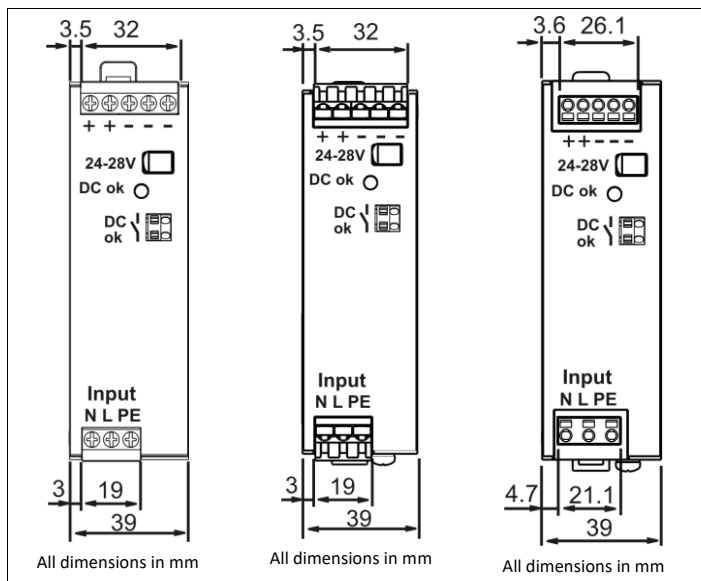 3.5 32
+ + - - -
24-28V
DC ok
DC
ok
Input
N L PE
3 19
39
All dimensions in mm
3.5 32
+ + - - -
24-28V
DC ok
DC
ok
Input
N L PE
3 19
39
All dimensions in mm
3.6 26.1
++---
24-28V
DC ok
DC
ok
Input
N L PE
4.7 21.1
39
All dimensions in mm